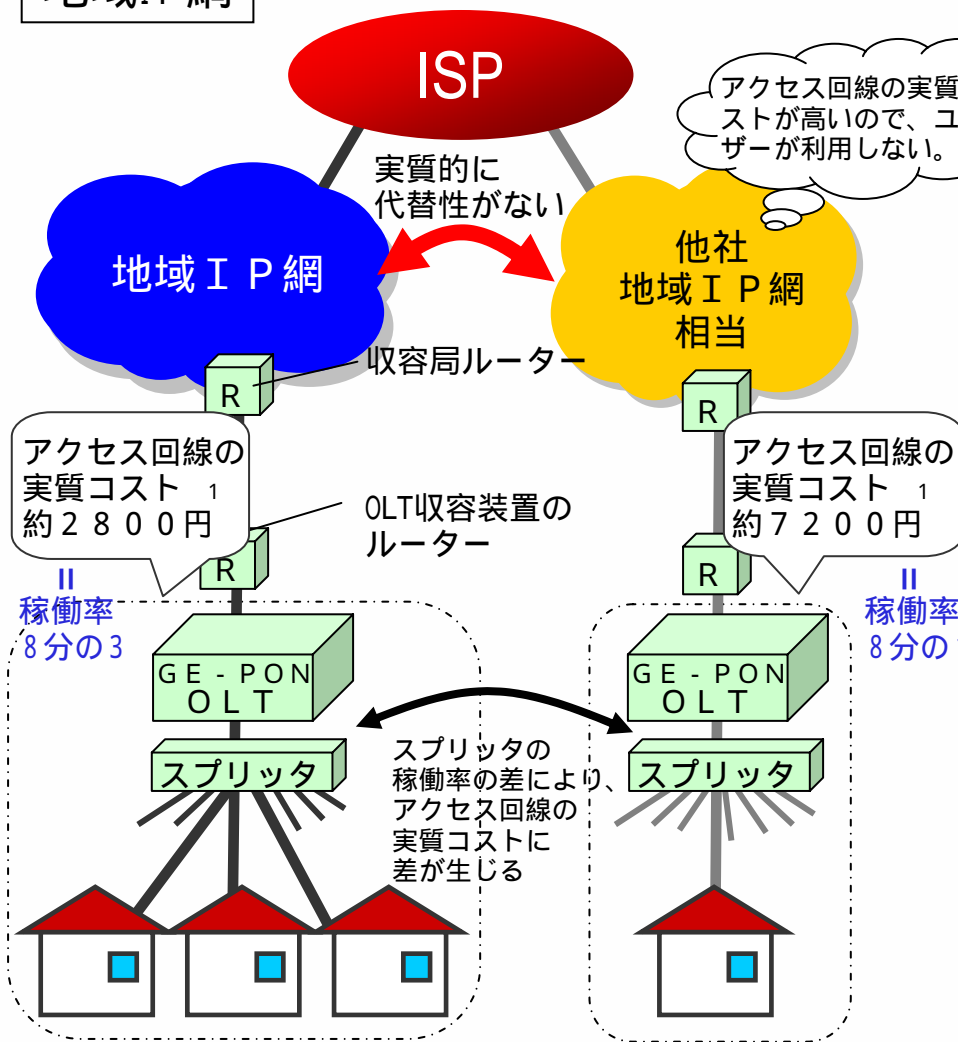 地域ＩＰ網
ISP
アクセス回線の実質
ストが高いので、ユ
ザーが利用しない。
実質的に
代替性がない
地域ＩＰ網
他社
地域ＩＰ網
相当
収容局ルーター
R
R
アクセス回線の
実質コスト 1
約２８００円
アクセス回線の
実質コスト 1
約７２００円
OLT収容装置の
ルーター
R
R
＝
稼働率
8分の3
＝
稼働率
8分の
ＧＥ-ＰＯＮ
ＯＬＴ
ＧＥ-ＰＯＮ
ＯＬＴ
スプリッタ
スプリッタ
スプリッタの
稼働率の差により、
アクセス回線の
実質コストに
差が生じる